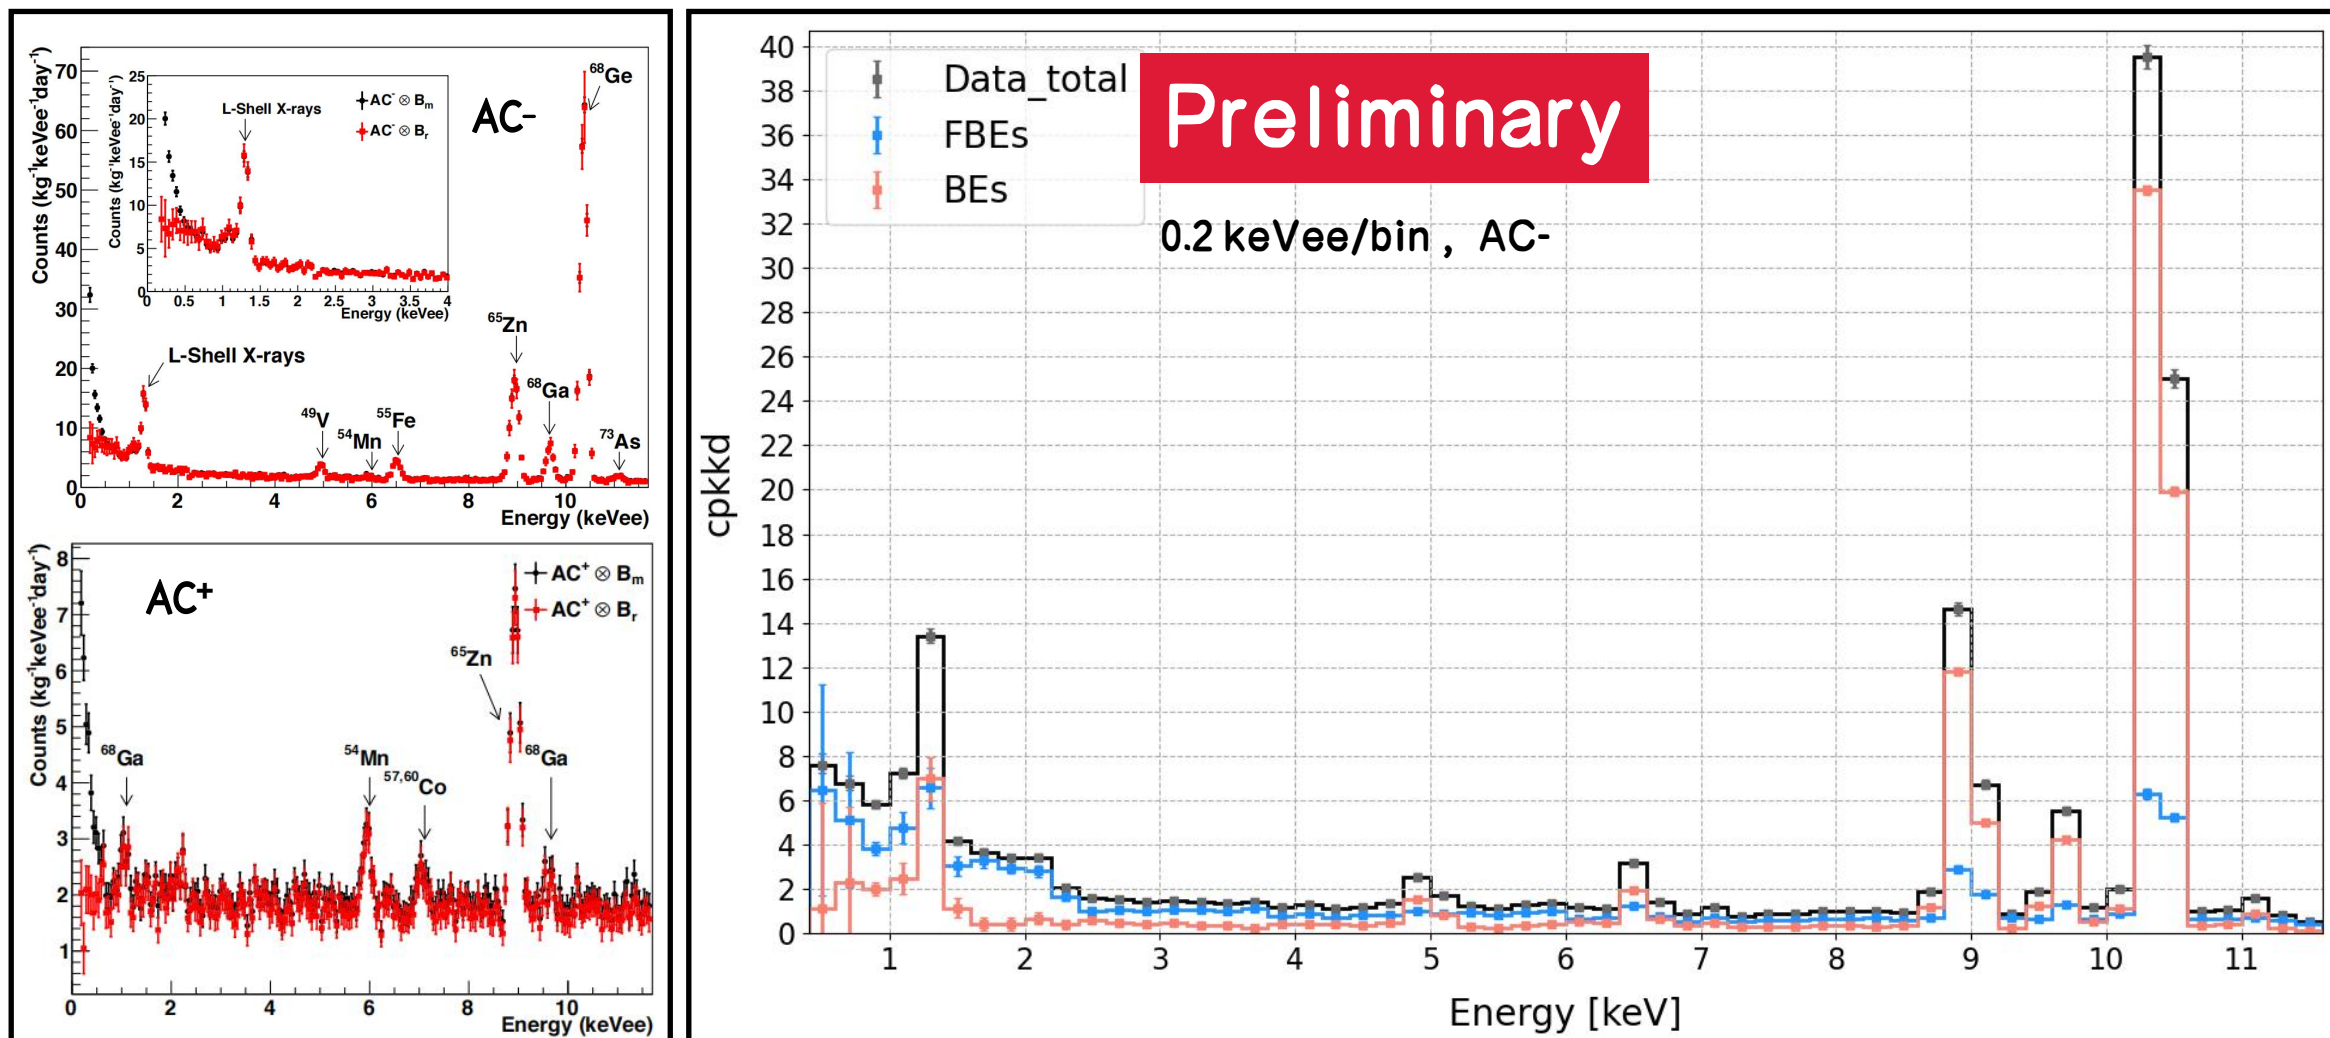 Counts (kg⁻¹keVee⁻¹day⁻¹)
70
60
50
40
30
20
10
0
0 2 4 6 8 10
Energy (keVee)
AC-
⁶⁸Ge
⁶⁵Zn
⁶⁸Ga
⁷³As
L-Shell X-rays
⁴⁹V
⁵⁴Mn
⁵⁵Fe
Counts (kg⁻¹keVee⁻¹day⁻¹)
25
20
15
10
5
0
0 0.5 1 1.5 2 2.5 3 3.5 4
Energy (keVee)
L-Shell X-rays
AC⁻ ⊗ Bₘ
AC⁻ ⊗ Bᵣ
Counts (kg⁻¹keVee⁻¹day⁻¹)
8
7
6
5
4
3
2
1
0 2 4 6 8 10
Energy (keVee)
AC⁺
AC⁺ ⊗ Bₘ
AC⁺ ⊗ Bᵣ
⁶⁵Zn
⁶⁸Ga
⁵⁴Mn
⁵⁷,⁶⁰Co
⁶⁸Ga
cpkkd
40
38
36
34
32
30
28
26
24
22
20
18
16
14
12
10
8
6
4
2
0
1 2 3 4 5 6 7 8 9 10 11
Energy [keV]
Data_total
FBEs
BEs
Preliminary
0.2 keVee/bin , AC-